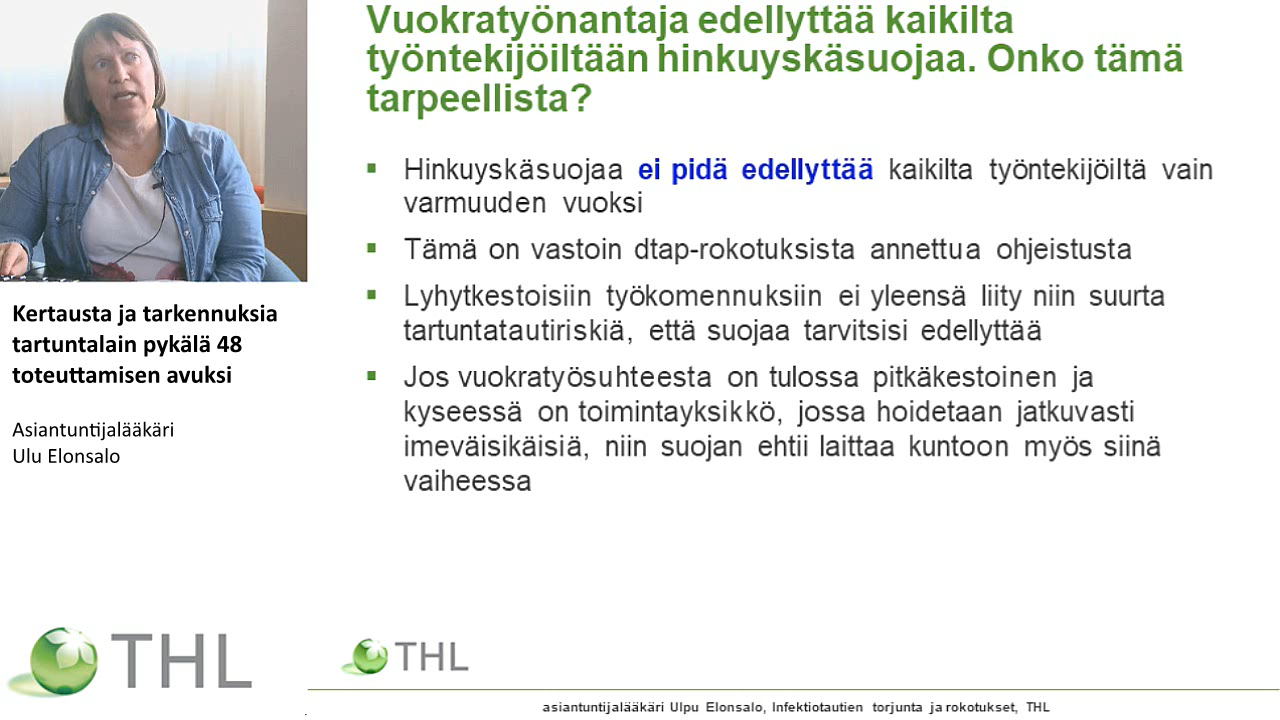 Vuokratyönantaja edellyttää kaikilta
työntekijöiltään hinkuyskäsuojaa. Onko tämä
tarpeellista?
Hinkuyskäsuojaa ei pidä edellyttää kaikilta työntekijöiltä vain
varmuuden vuoksi
Tämä on vastoin dtap-rokotuksista annettua ohjeistusta
Lyhytkestoisiin työkomennuksiin ei yleensä liity niin suurta
tartuntatautiriskiä, että suojaa tarvitsisi edellyttää
Jos vuokratyösuhteesta on tulossa pitkäkestoinen ja
kyseessä on toimintayksikkö, jossa hoidetaan jatkuvasti
imeväisikäisiä, niin suojan ehtii laittaa kuntoon myös siinä
vaiheessa
Kertausta ja tarkennuksia
tartuntalain pykälä 48
toteuttamisen avuksi
Asiantuntijalääkäri
Ulu Elonsalo
THL
THL
asiantuntijalääkäri Ulpu Elonsalo, Infektiotautien torjunta ja rokotukset, THL